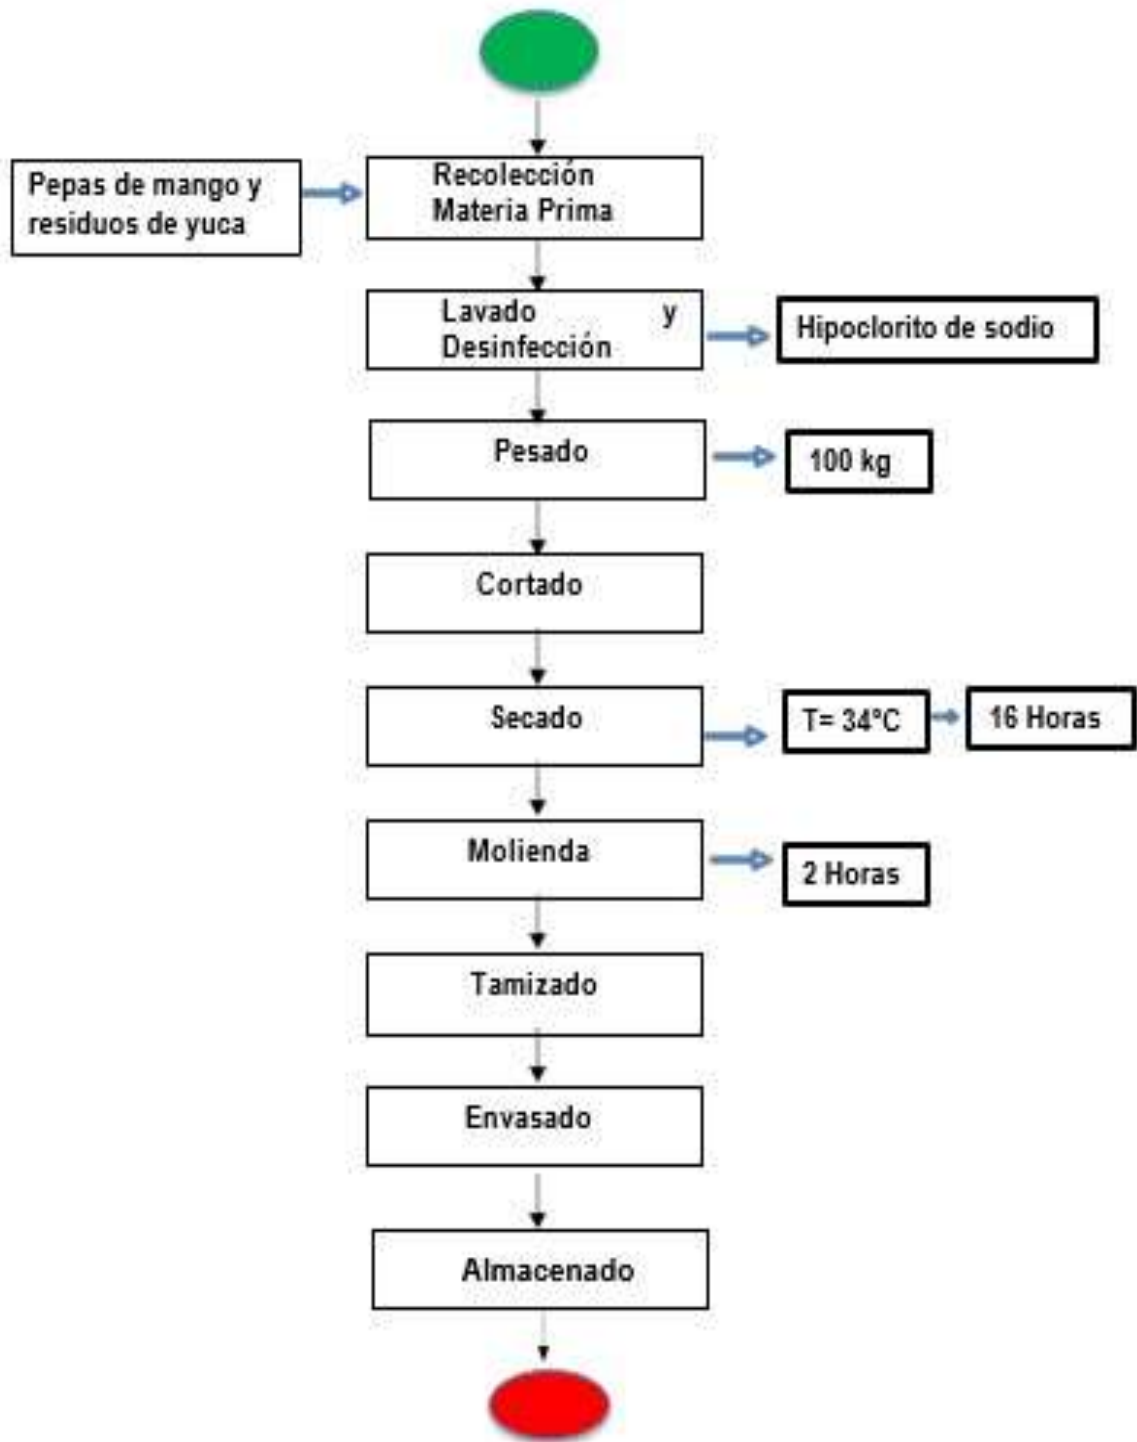 Pepas de mango y
residuos de yuca
Recolección
Materia Prima
Lavado y
Desinfección
Hipoclorito de sodio
Pesado
100 kg
Cortado
Secado
T= 34°C
16 Horas
Molienda
2 Horas
Tamizado
Envasado
Almacenado